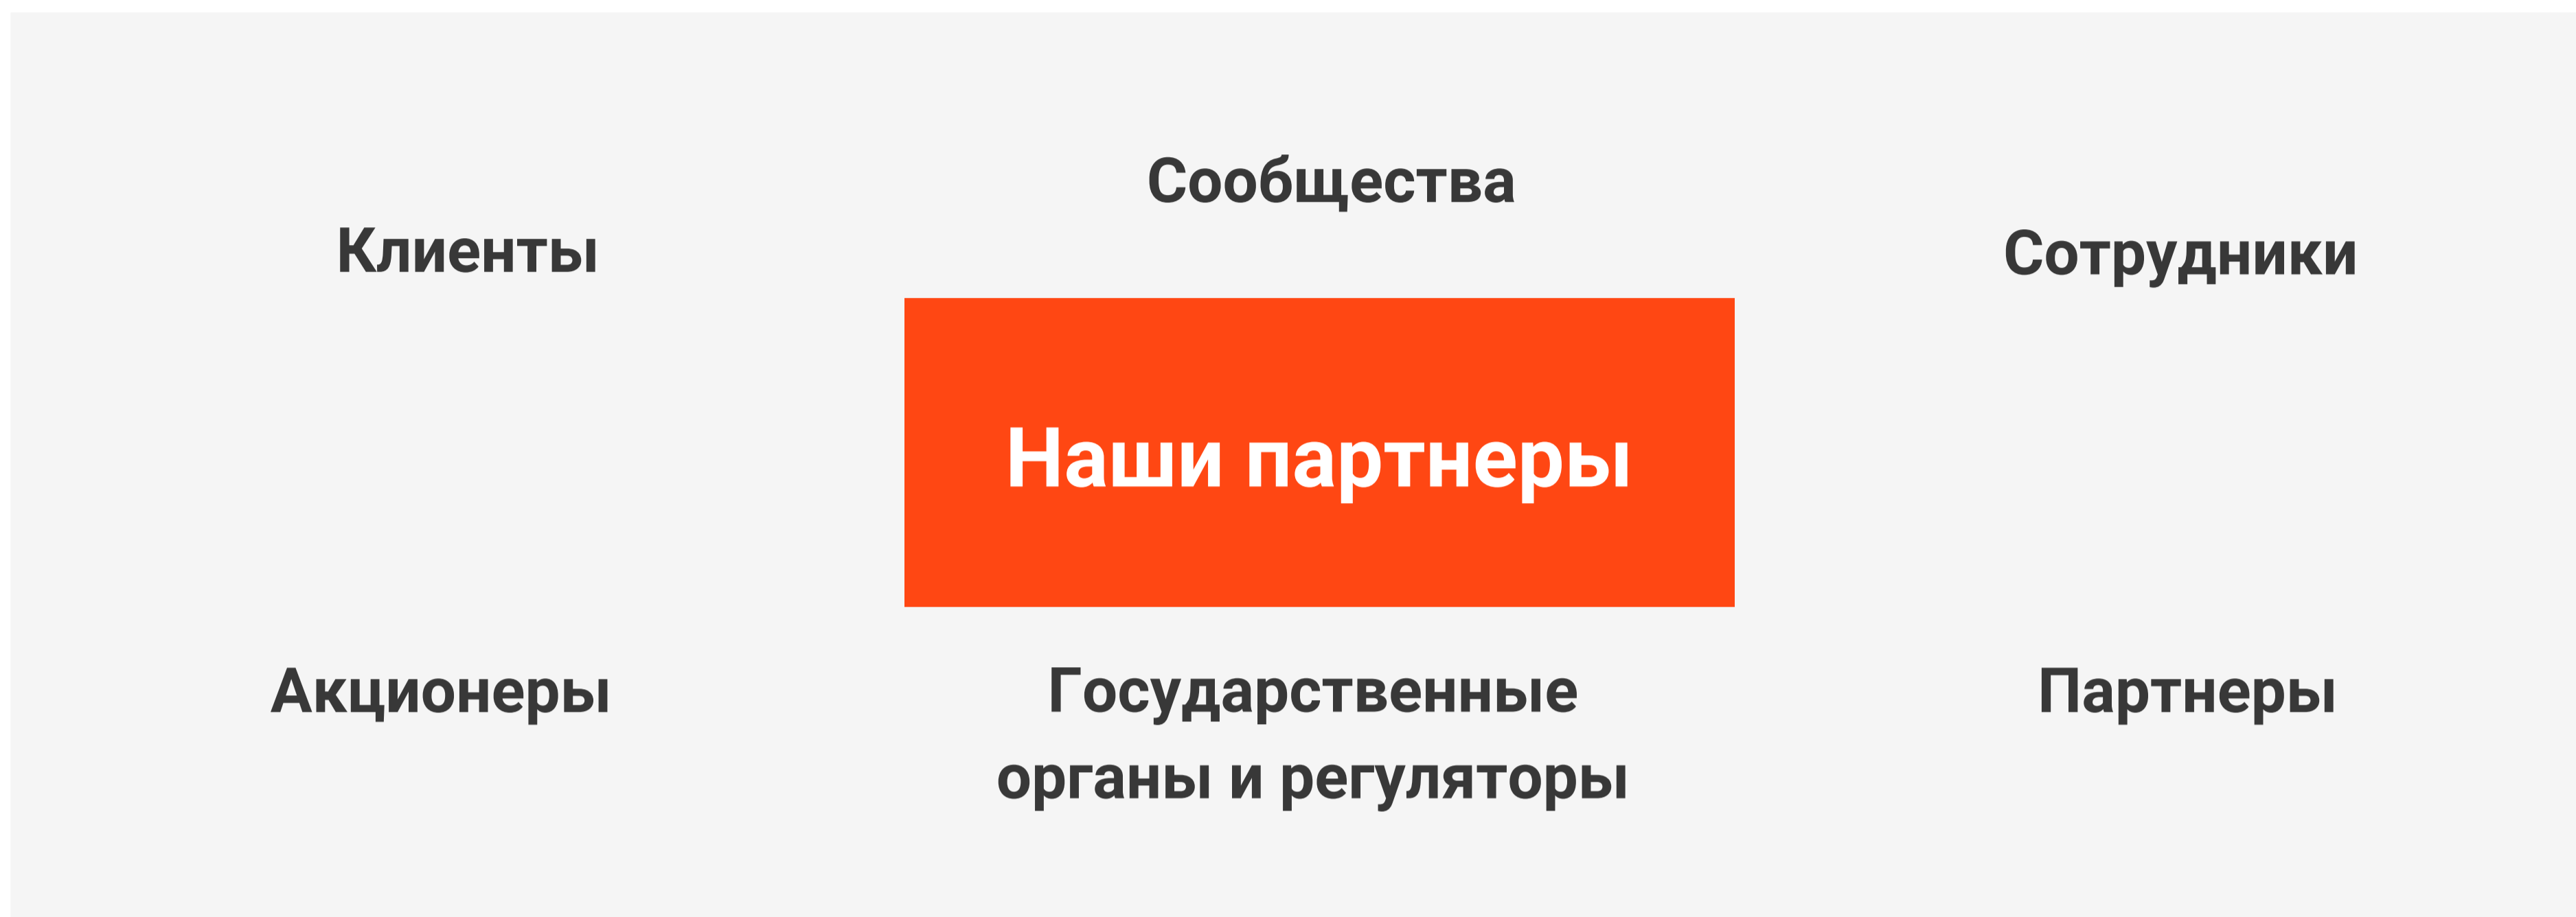 Сообщества
Клиенты
Сотрудники
Наши партнеры
Акционеры
Государственные
органы и регуляторы
Партнеры